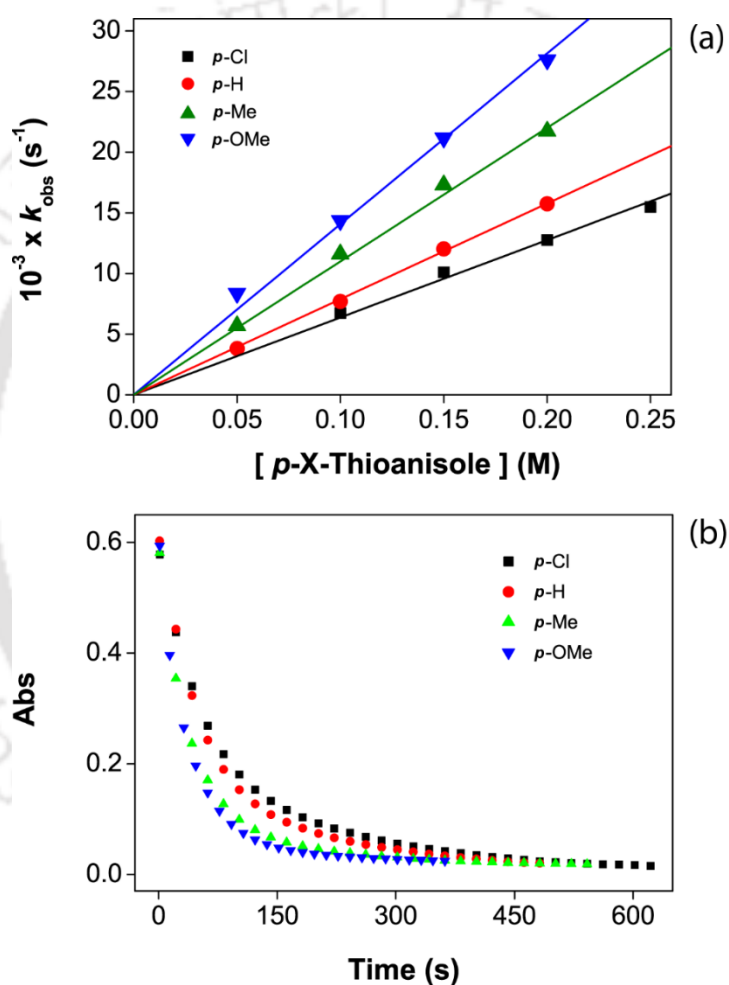 (a)
p-Cl
p-H
p-Me
p-OMe
10⁻³ x k_obs (s⁻¹)
30
25
20
15
10
5
0
0.00 0.05 0.10 0.15 0.20 0.25
[ p-X-Thioanisole ] (M)
(b)
p-Cl
p-H
p-Me
p-OMe
Abs
0.6
0.4
0.2
0.0
0 150 300 450 600
Time (s)